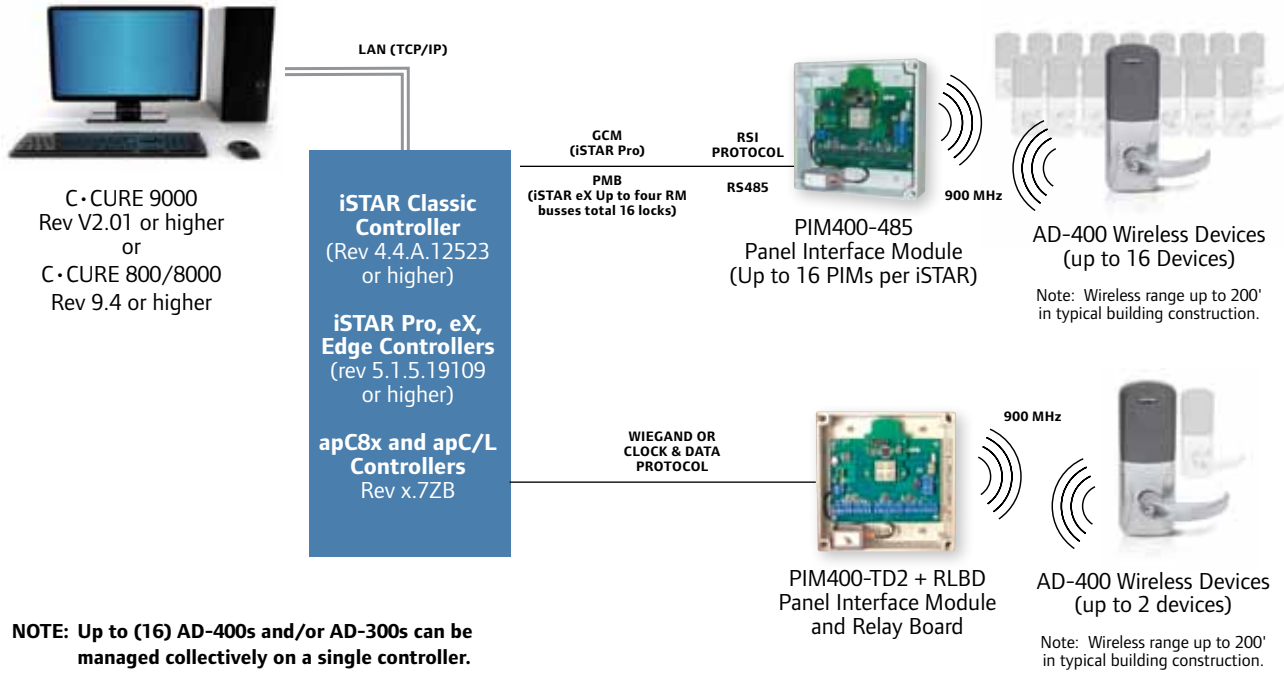 LAN (TCP/IP)
C•CURE 9000
Rev V2.01 or higher
or
C•CURE 800/8000
Rev 9.4 or higher
iSTAR Classic
Controller
(Rev 4.4.A.12523
or higher)
iSTAR Pro, eX,
Edge Controllers
(rev 5.1.5.19109
or higher)
apC8x and apC/L
Controllers
Rev x.7ZB
GCM
(iSTAR Pro)
PMB
(iSTAR eX Up to four RM
busses total 16 locks)
RSI
PROTOCOL
RS485
PIM400-485
Panel Interface Module
(Up to 16 PIMs per iSTAR)
900 MHz
AD-400 Wireless Devices
(up to 16 Devices)
Note: Wireless range up to 200'
in typical building construction.
WIEGAND OR
CLOCK & DATA
PROTOCOL
PIM400-TD2 + RLBD
Panel Interface Module
and Relay Board
900 MHz
AD-400 Wireless Devices
(up to 2 devices)
Note: Wireless range up to 200'
in typical building construction.
NOTE: Up to (16) AD-400s and/or AD-300s can be
managed collectively on a single controller.